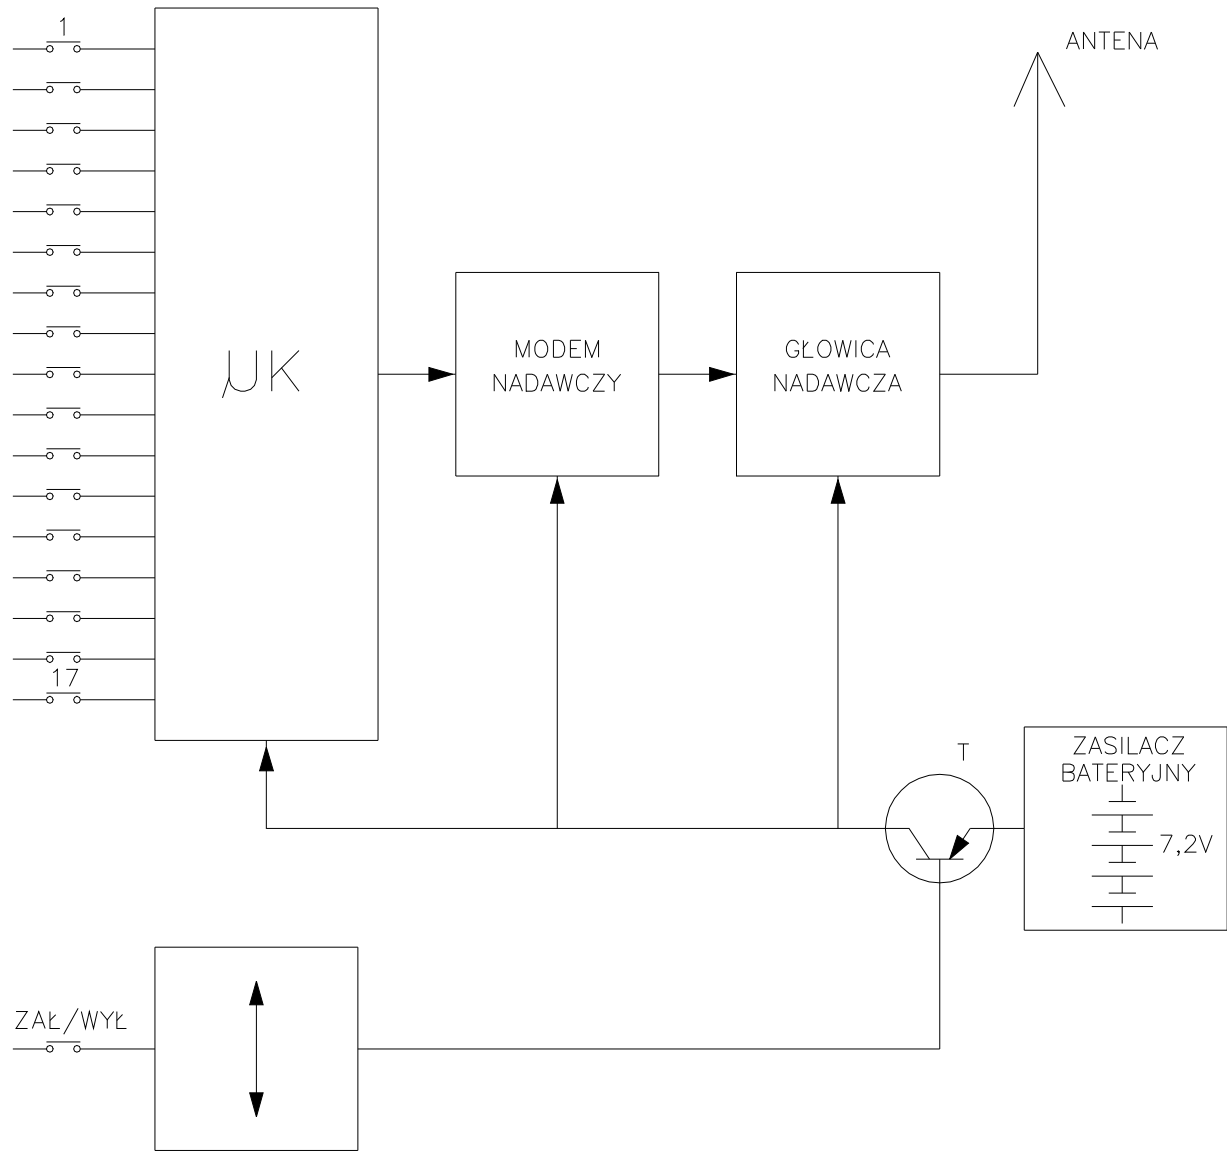 1
ANTENA
μK
MODEM
NADAWCZY
GŁOWICA
NADAWCZA
17
T
ZASILACZ
BATERYJNY
7,2V
ZAŁ/WYŁ